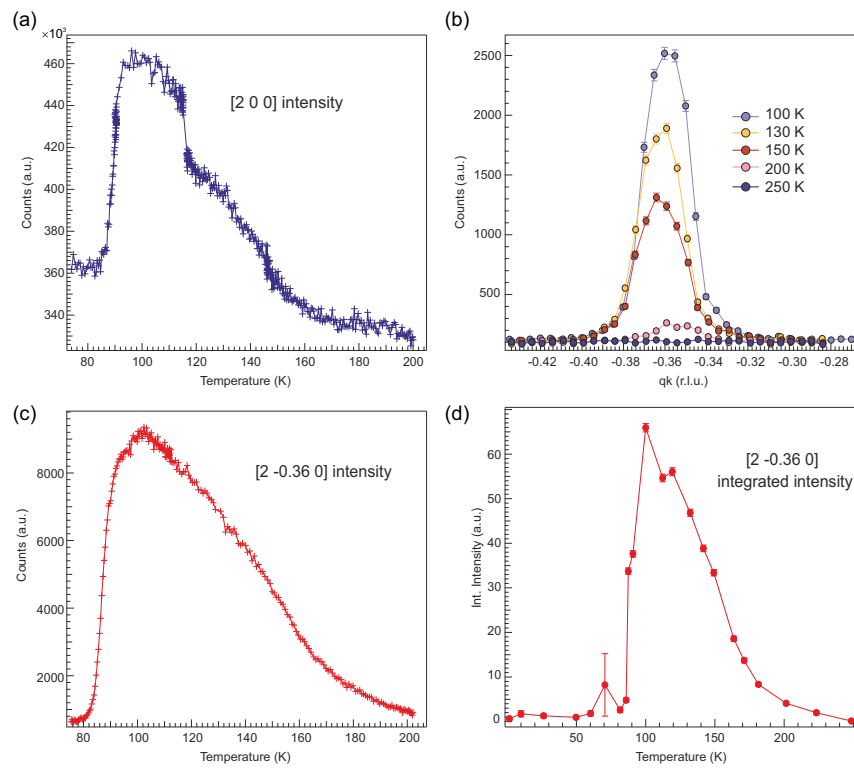 (a)
×10³
460
440
420
400
380
360
340
Counts (a.u.)
[2 0 0] intensity
80 100 120 140 160 180 200
Temperature (K)
(b)
2500
2000
1500
1000
500
Counts (a.u.)
100 K
130 K
150 K
200 K
250 K
-0.42 -0.40 -0.38 -0.36 -0.34 -0.32 -0.30 -0.28 -0.26
qk (r.l.u.)
(c)
8000
6000
4000
2000
Counts (a.u.)
[2 -0.36 0] intensity
80 100 120 140 160 180 200
Temperature (K)
(d)
60
50
40
30
20
10
0
Int. Intensity (a.u.)
[2 -0.36 0]
integrated intensity
0 50 100 150 200
Temperature (K)